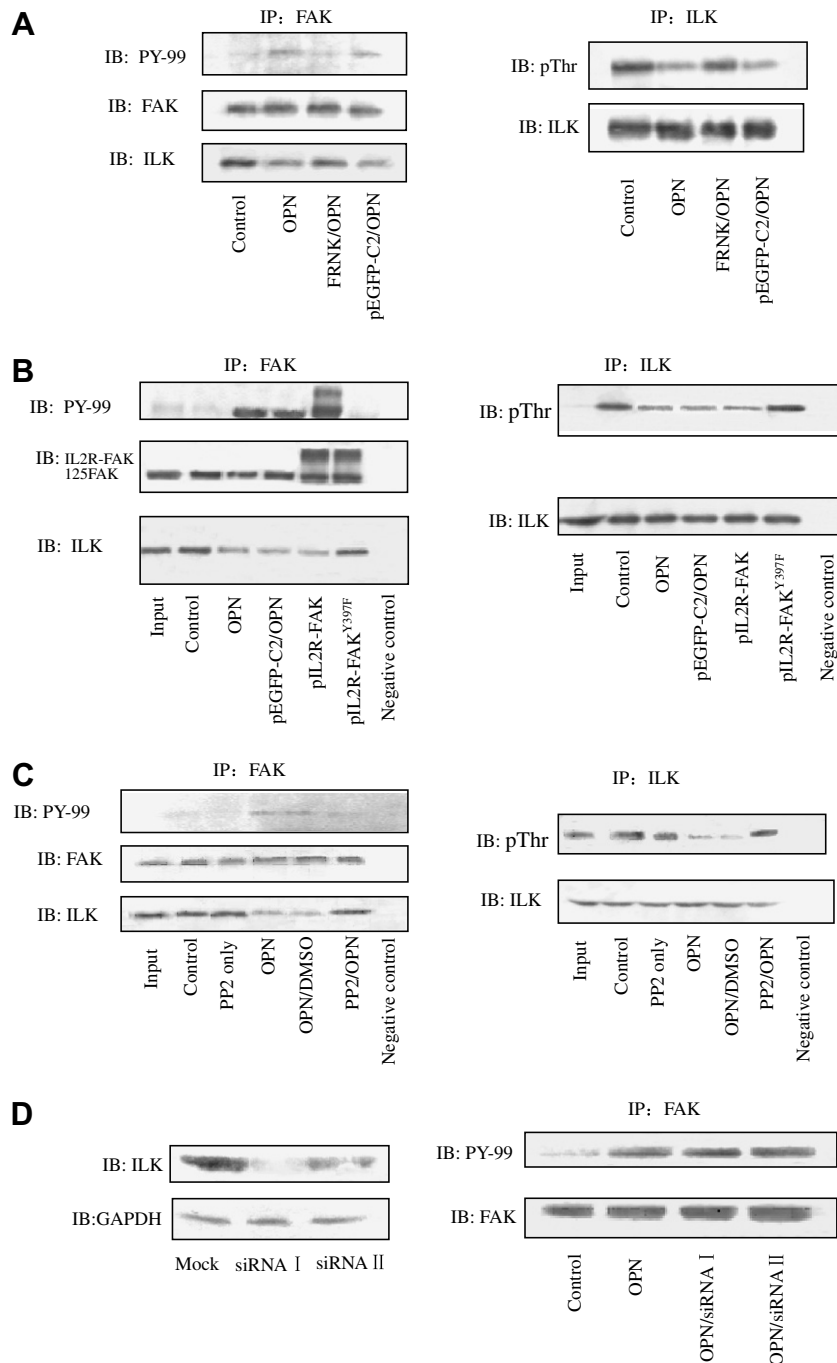 A
IP: FAK
IB: PY-99
IB: FAK
IB: ILK
Control
OPN
FRNK/OPN
pEGFP-C2/OPN
IP: ILK
IB: pThr
IB: ILK
Control
OPN
FRNK/OPN
pEGFP-C2/OPN
B
IP: FAK
IB: PY-99
IB: IL2R-FAK
125FAK
IB: ILK
Input
Control
OPN
pEGFP-C2/OPN
pIL2R-FAK
pIL2R-FAK^Y397F
Negative control
IP: ILK
IB: pThr
IB: ILK
Input
Control
OPN
pEGFP-C2/OPN
pIL2R-FAK
pIL2R-FAK^Y397F
Negative control
C
IP: FAK
IB: PY-99
IB: FAK
IB: ILK
Input
Control
PP2 only
OPN
OPN/DMSO
PP2/OPN
Negative control
IP: ILK
IB: pThr
IB: ILK
Input
Control
PP2 only
OPN
OPN/DMSO
PP2/OPN
Negative control
D
IB: ILK
IB:GAPDH
Mock siRNA Ⅰ siRNA Ⅱ
IP: FAK
IB: PY-99
IB: FAK
Control
OPN
OPN/siRNA Ⅰ
OPN/siRNA Ⅱ